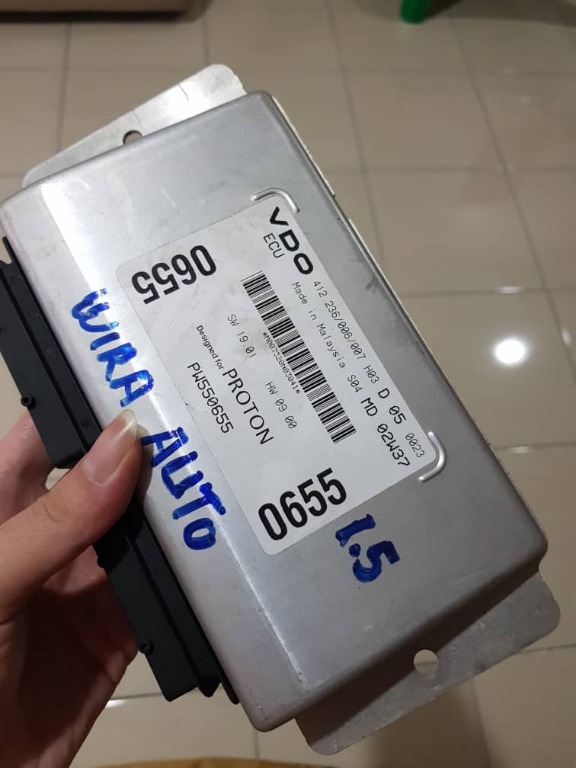 VDO
ECU
412 236/006/007 H03 D 05 0023
Made in Malaysia S04 MD 02W37
0655
SW 19 01 HW 09 00
Designed for PROTON
PW550655
0655
WIRA AUTO
1.5